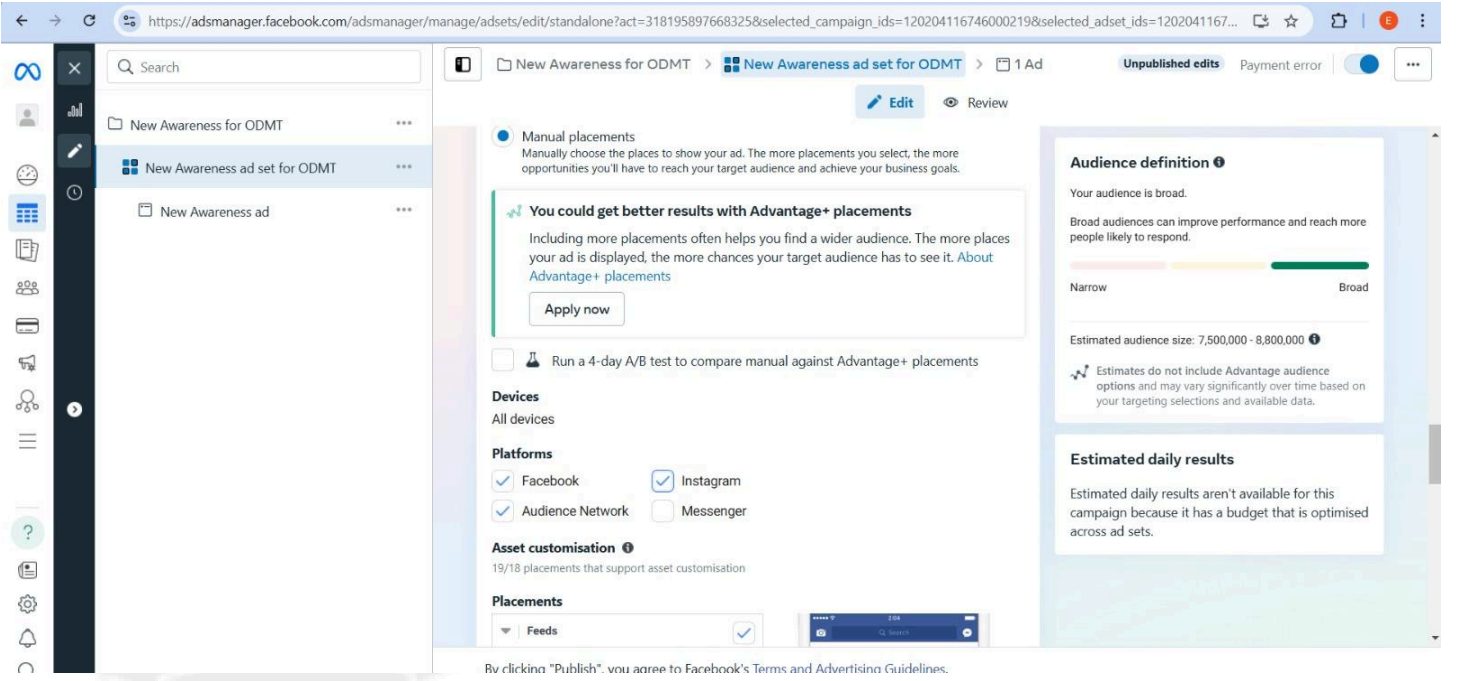 https://adsmanager.facebook.com/adsmanager/manage/adsets/edit/standalone?act=318195897668325&selected_campaign_ids=120204116746000219&selected_adset_ids=1202041167...
E
Search
New Awareness for ODMT
New Awareness ad set for ODMT
New Awareness ad
New Awareness for ODMT > New Awareness ad set for ODMT > 1 Ad
Unpublished edits
Payment error
Edit
Review
Manual placements
Manually choose the places to show your ad. The more placements you select, the more
opportunities you'll have to reach your target audience and achieve your business goals.
You could get better results with Advantage+ placements
Including more placements often helps you find a wider audience. The more places
your ad is displayed, the more chances your target audience has to see it. About
Advantage+ placements
Apply now
Run a 4-day A/B test to compare manual against Advantage+ placements
Devices
All devices
Platforms
Facebook
Instagram
Audience Network
Messenger
Asset customisation
19/18 placements that support asset customisation
Placements
Feeds
2:04
Search
By clicking "Publish", you agree to Facebook's Terms and Advertising Guidelines.
Audience definition
Your audience is broad.
Broad audiences can improve performance and reach more
people likely to respond.
Narrow
Broad
Estimated audience size: 7,500,000 - 8,800,000
Estimates do not include Advantage audience
options and may vary significantly over time based on
your targeting selections and available data.
Estimated daily results
Estimated daily results aren't available for this
campaign because it has a budget that is optimised
across ad sets.